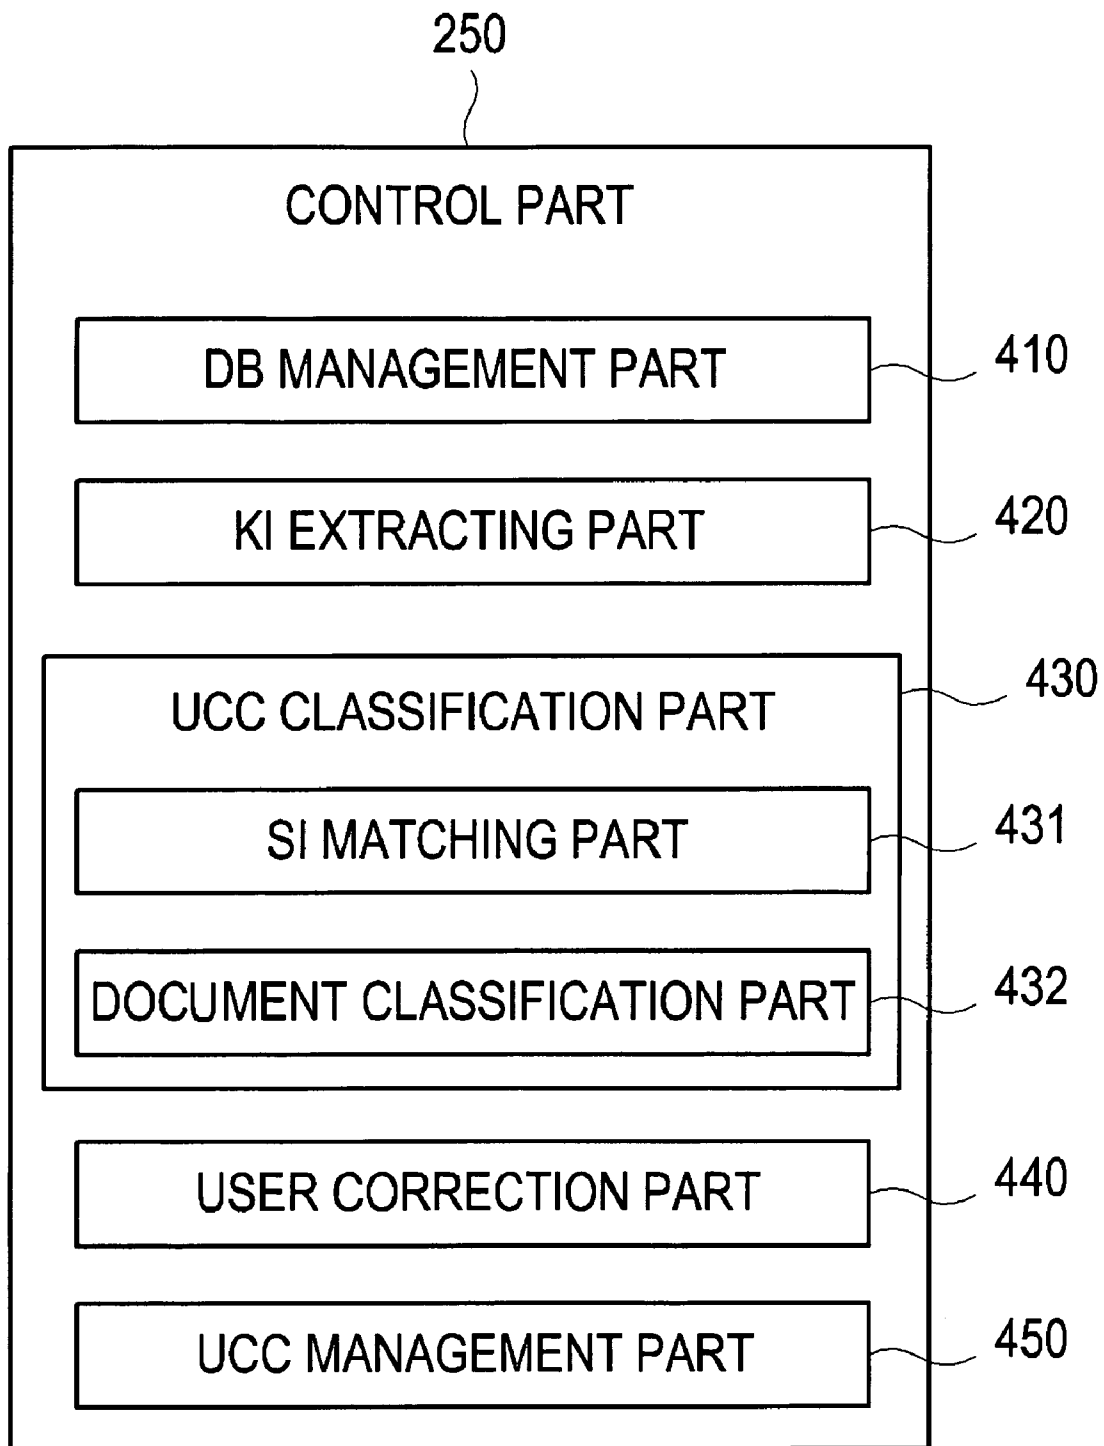 250
CONTROL PART
DB MANAGEMENT PART
410
KI EXTRACTING PART
420
UCC CLASSIFICATION PART
430
SI MATCHING PART
431
DOCUMENT CLASSIFICATION PART
432
USER CORRECTION PART
440
UCC MANAGEMENT PART
450